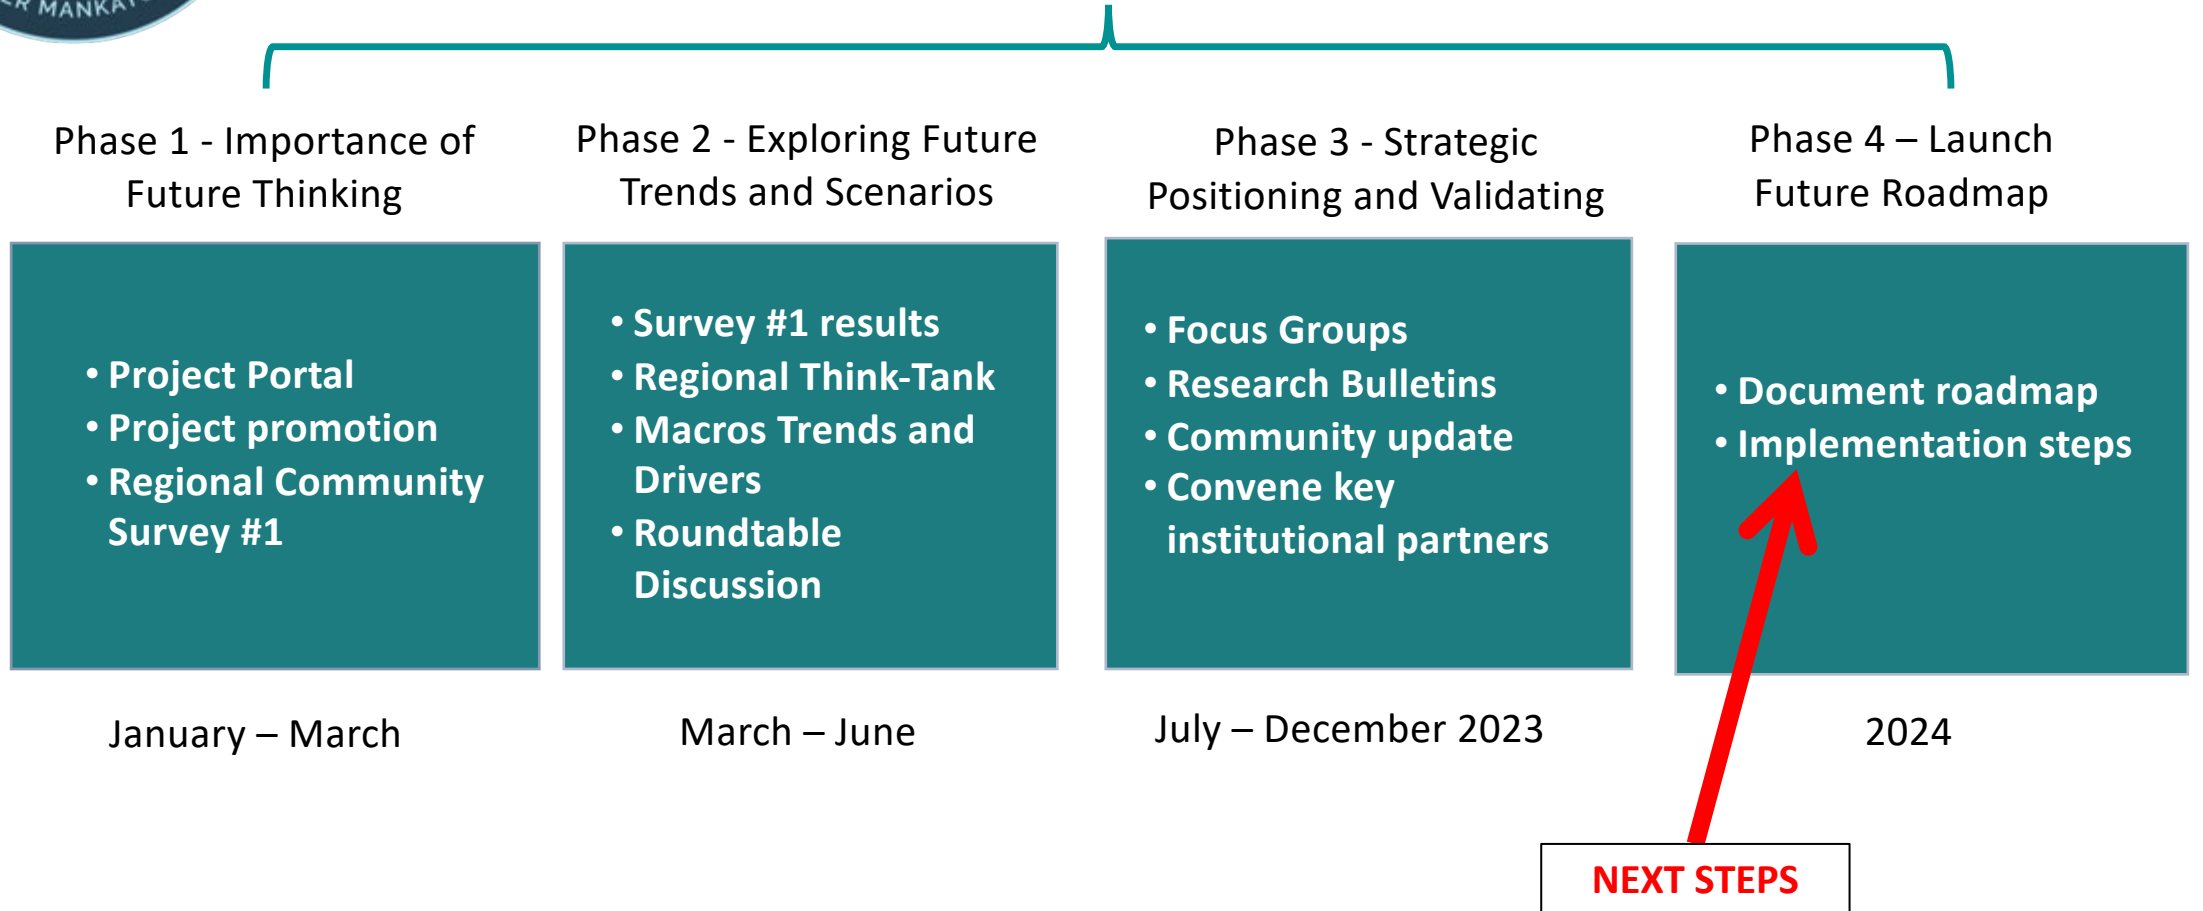 MANKATO
Phase 1 - Importance of
Future Thinking
• Project Portal
• Project promotion
• Regional Community
Survey #1
January – March
Phase 2 - Exploring Future
Trends and Scenarios
• Survey #1 results
• Regional Think-Tank
• Macros Trends and
Drivers
• Roundtable
Discussion
March – June
Phase 3 - Strategic
Positioning and Validating
• Focus Groups
• Research Bulletins
• Community update
• Convene key
institutional partners
July – December 2023
Phase 4 – Launch
Future Roadmap
• Document roadmap
• Implementation steps
2024
NEXT STEPS